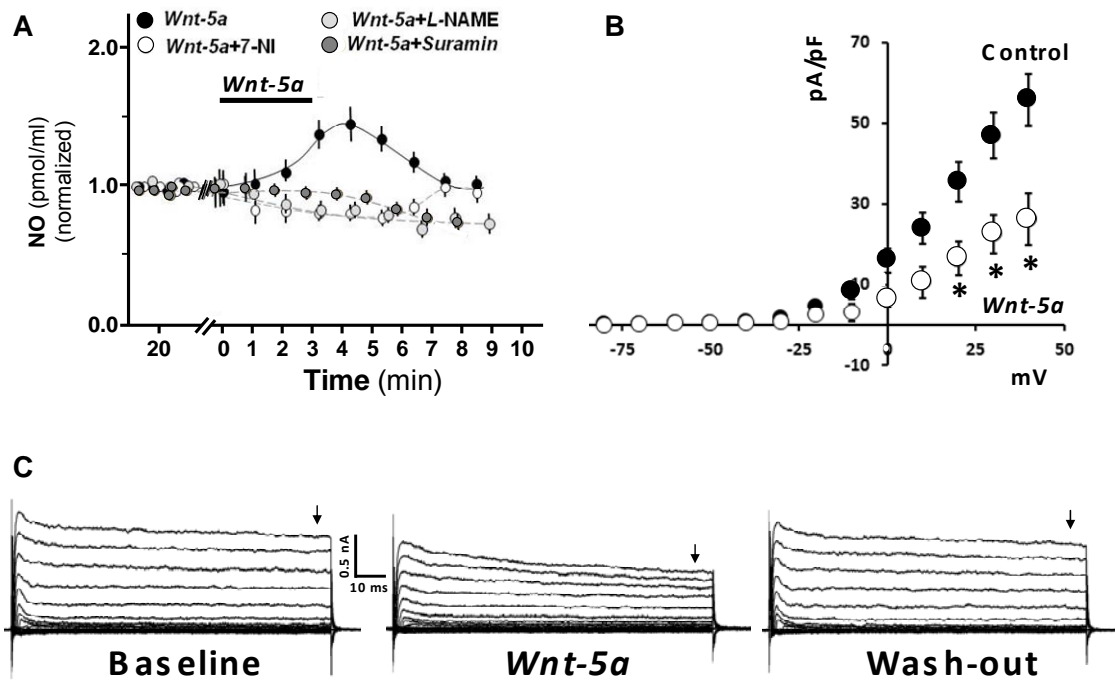 A
Wnt-5a
Wnt-5a+L-NAME
Wnt-5a+7-NI
Wnt-5a+Suramin
2.0
Wnt-5a
1.0
0.0
NO (pmol/ml)
(normalized)
20 0 1 2 3 4 5 6 7 8 9 10
Time (min)
B
70
pA/pF
Control
50
30
10
* * *
Wnt-5a
-75 -50 -25 0 25 50
-10
mV
C
0.5 nA
10 ms
Baseline
Wnt-5a
Wash-out